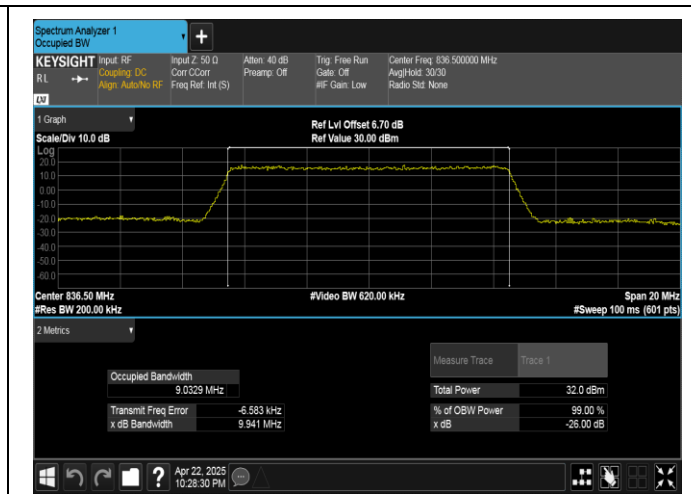 Spectrum Analyzer 1
Occupied BW
+
KEYSIGHT Input: RF Input Z: 50 Ω Atten: 40 dB Trig: Free Run Center Freq: 836.500000 MHz
RL Coupling: DC Corr CCorr Preamp: Off Gate: Off Avg|Hold: 30/30
Align: Auto/No RF Freq Ref: Int (S) #IF Gain: Low Radio Std: None
LXI
1 Graph
Ref Lvl Offset 6.70 dB
Scale/Div 10.0 dB Ref Value 30.00 dBm
Log
20.0
10.0
0.00
-10.0
-20.0
-30.0
-40.0
-50.0
-60.0
Center 836.50 MHz #Video BW 620.00 kHz Span 20 MHz
#Res BW 200.00 kHz #Sweep 100 ms (601 pts)
2 Metrics
Measure Trace Trace 1
Occupied Bandwidth
9.0329 MHz
Total Power 32.0 dBm
Transmit Freq Error -6.583 kHz % of OBW Power 99.00 %
x dB Bandwidth 9.941 MHz x dB -26.00 dB
? Apr 22, 2025
10:28:30 PM